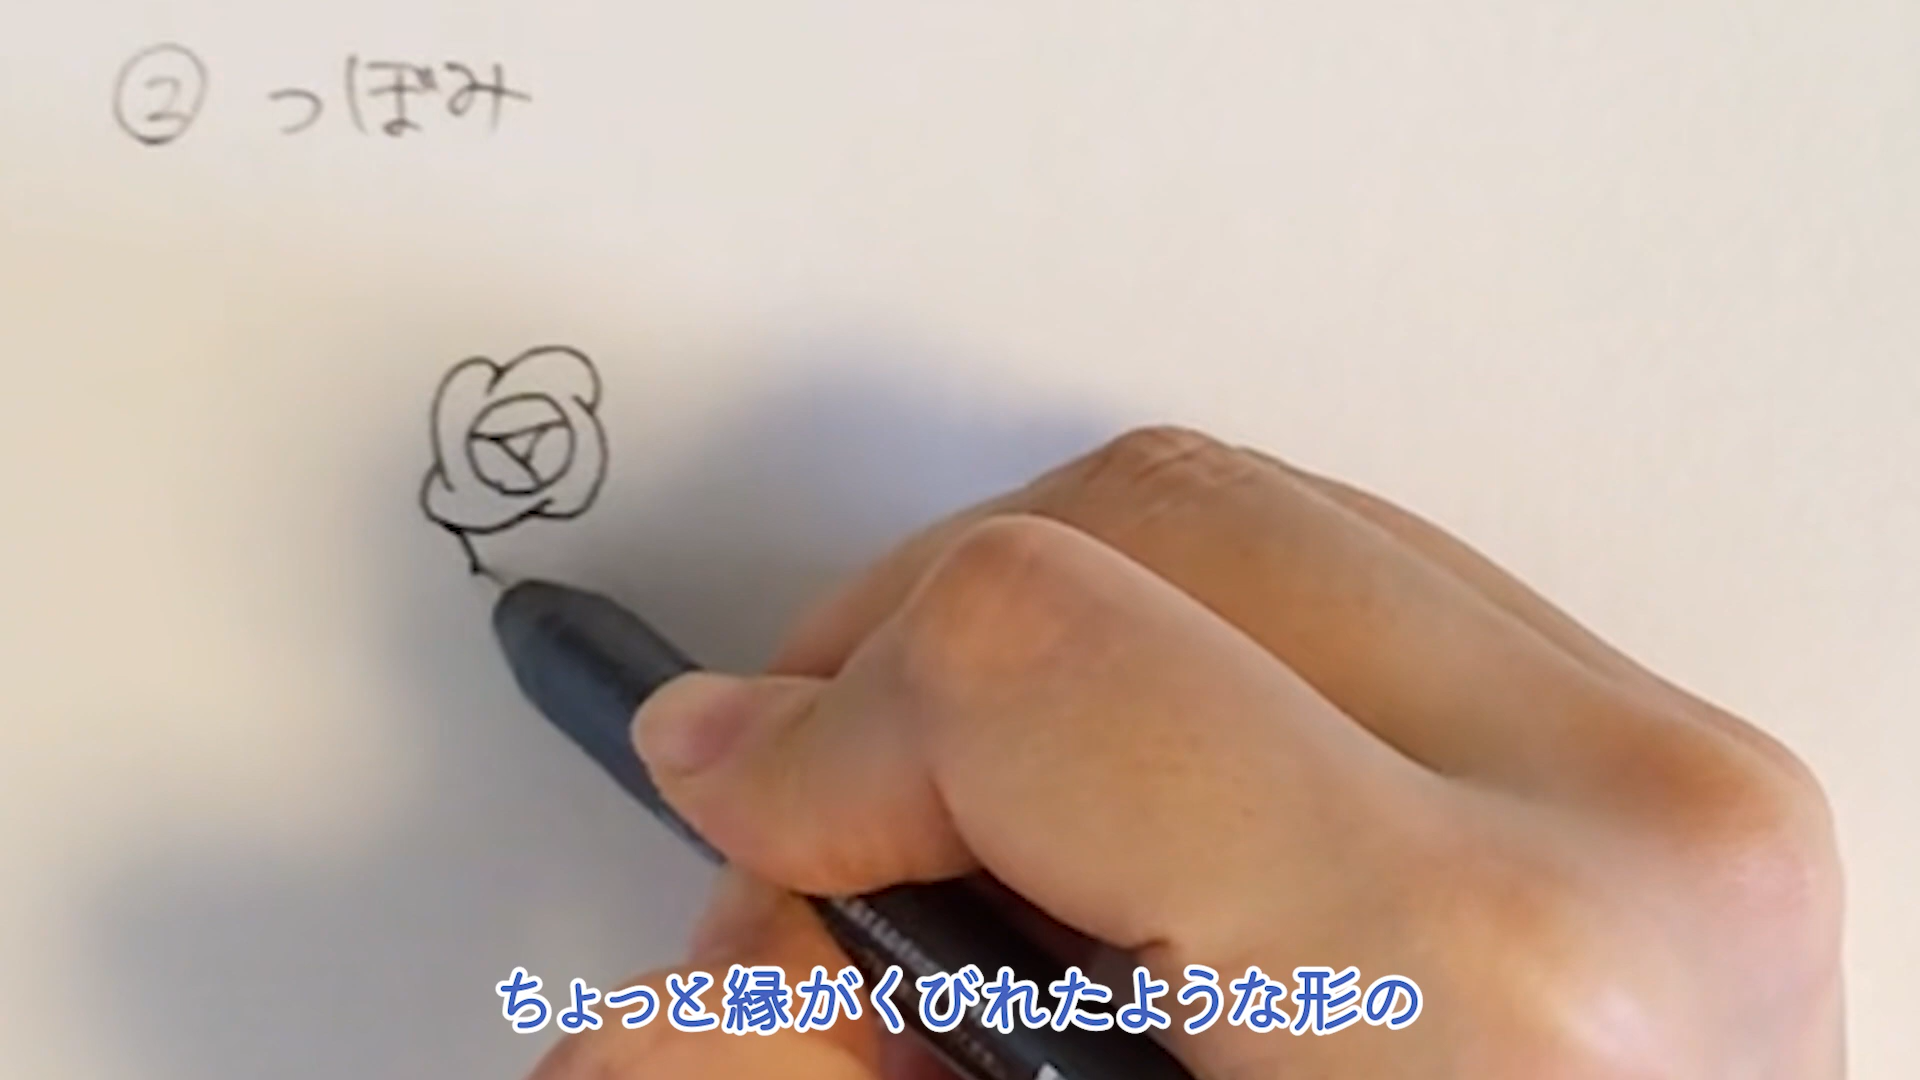 ② つぼみ
ちょっと縁がくびれたような形の